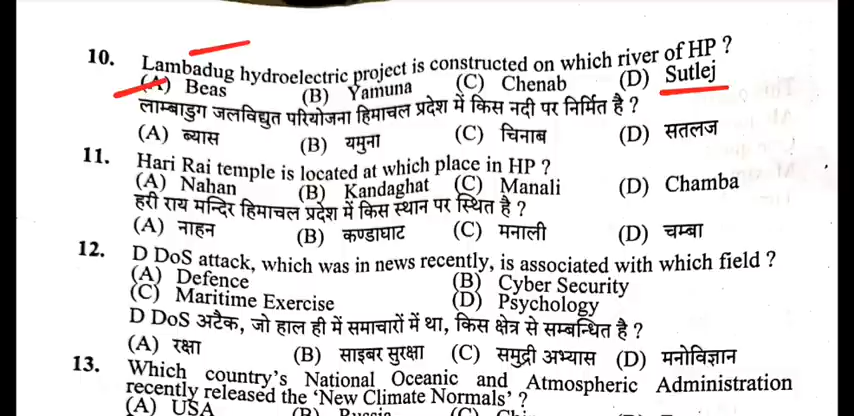 10. Lambadug hydroelectric project is constructed on which river of HP ?
(A) Beas (B) Yamuna (C) Chenab (D) Sutlej
लाम्बाडुग जलविद्युत परियोजना हिमाचल प्रदेश में किस नदी पर निर्मित है ?
(A) ब्यास (B) यमुना (C) चिनाब (D) सतलज
11. Hari Rai temple is located at which place in HP ?
(A) Nahan (B) Kandaghat (C) Manali (D) Chamba
हरी राय मन्दिर हिमाचल प्रदेश में किस स्थान पर स्थित है ?
(A) नाहन (B) कण्डाघाट (C) मनाली (D) चम्बा
12. D DoS attack, which was in news recently, is associated with which field ?
(A) Defence (B) Cyber Security
(C) Maritime Exercise (D) Psychology
D DoS अटैक, जो हाल ही में समाचारों में था, किस क्षेत्र से सम्बन्धित है ?
(A) रक्षा (B) साइबर सुरक्षा (C) समुद्री अभ्यास (D) मनोविज्ञान
13. Which country's National Oceanic and Atmospheric Administration
recently released the 'New Climate Normals' ?
(A) USA (B) Russia (C)